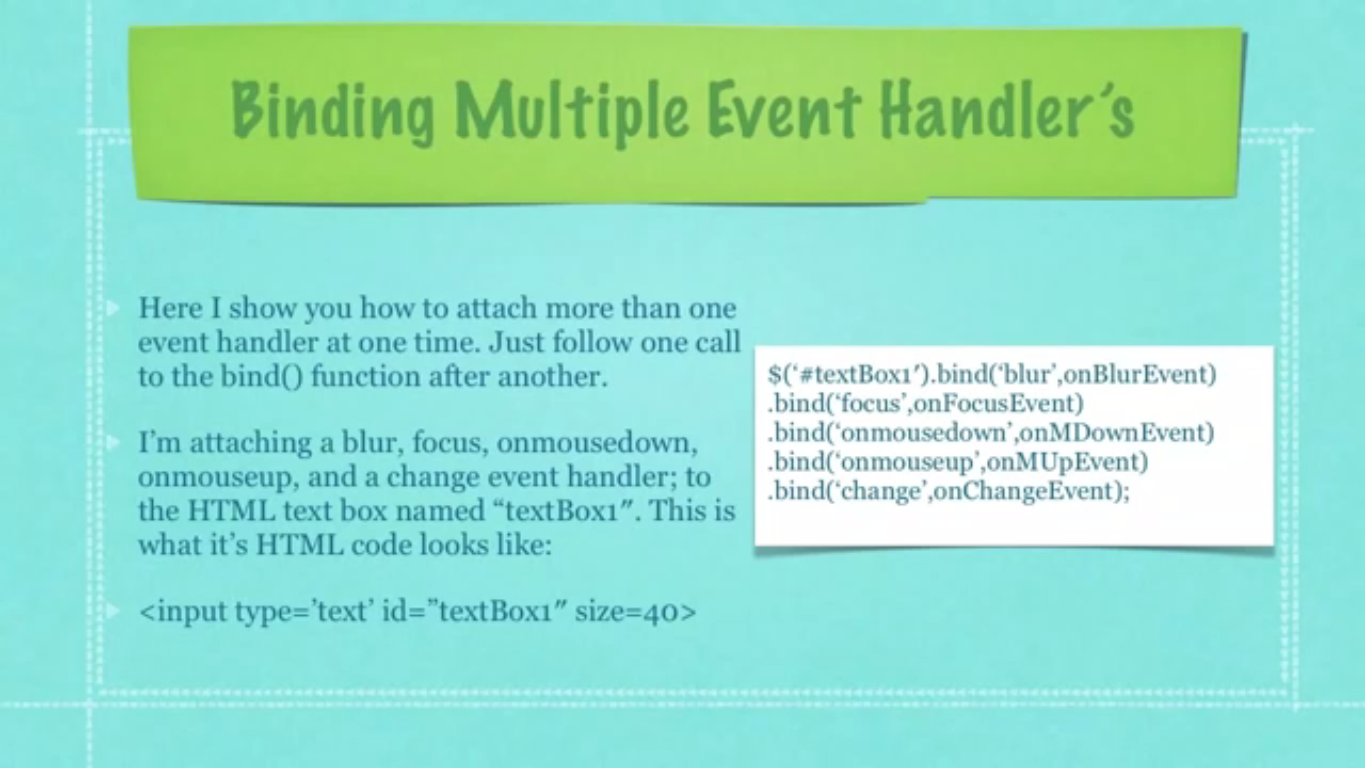 Binding Multiple Event Handler’s
Here I show you how to attach more than one
event handler at one time. Just follow one call
to the bind() function after another.
I’m attaching a blur, focus, onmousedown,
onmouseup, and a change event handler; to
the HTML text box named “textBox1″. This is
what it’s HTML code looks like:
<input type=’text’ id=”textBox1″ size=40>
$(‘#textBox1′).bind(‘blur’,onBlurEvent)
.bind(‘focus’,onFocusEvent)
.bind(‘onmousedown’,onMDownEvent)
.bind(‘onmouseup’,onMUpEvent)
.bind(‘change’,onChangeEvent);